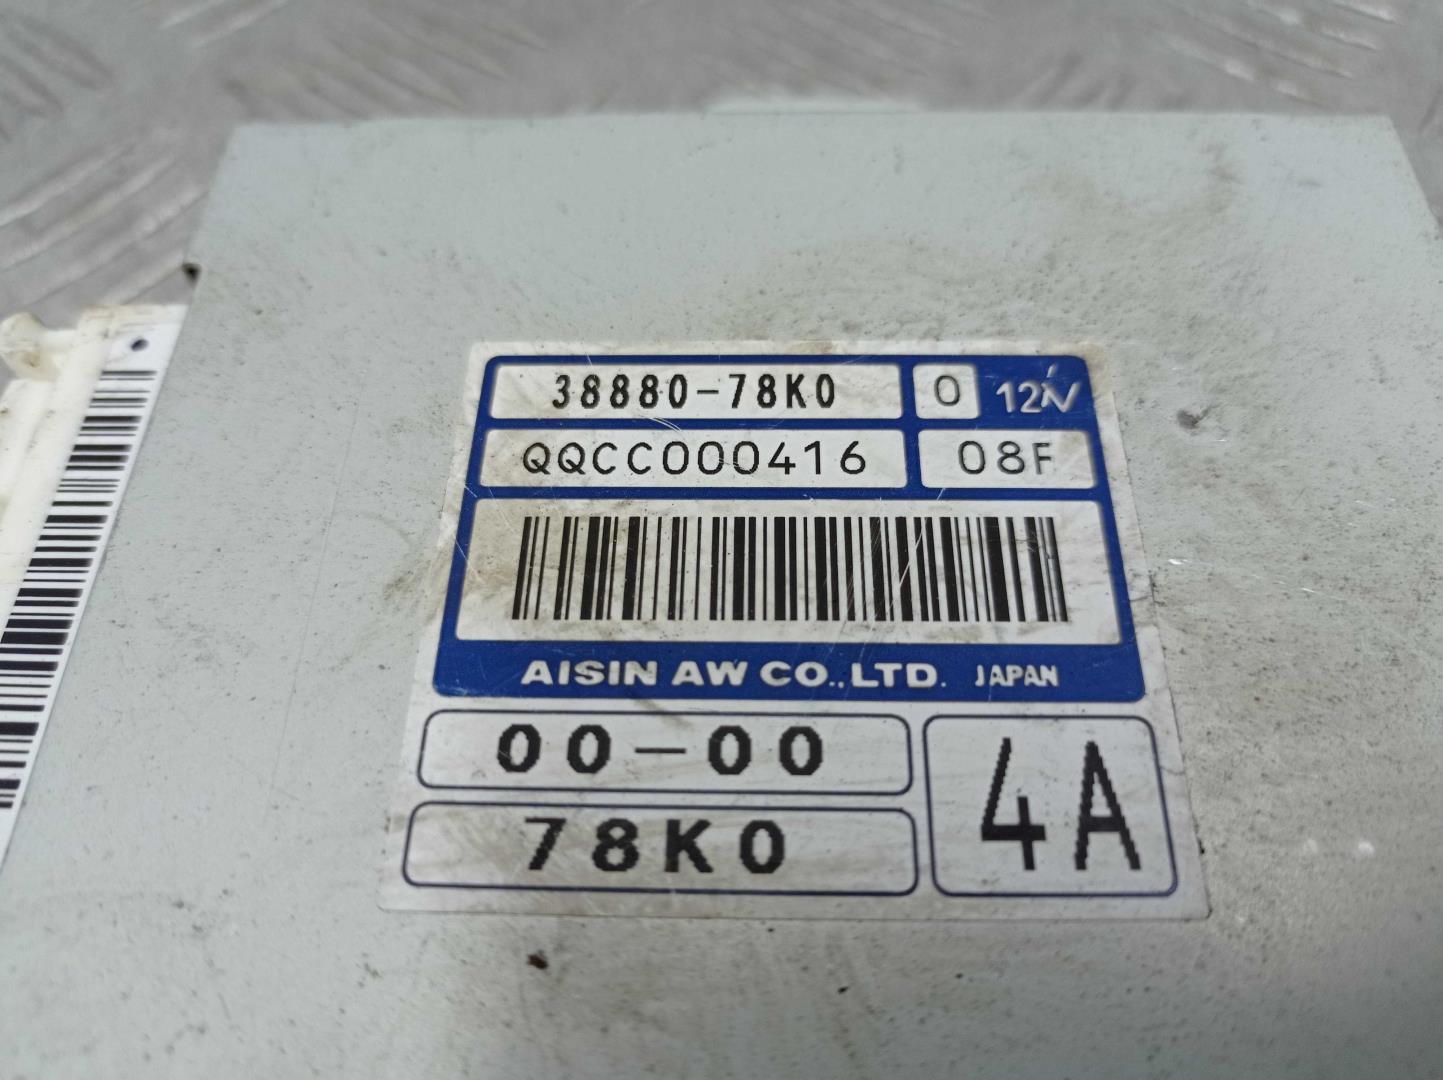 38880-78K0 0 12V
QQCC000416 08F
AISIN AW CO.,LTD. JAPAN
00-00
78K0
4A